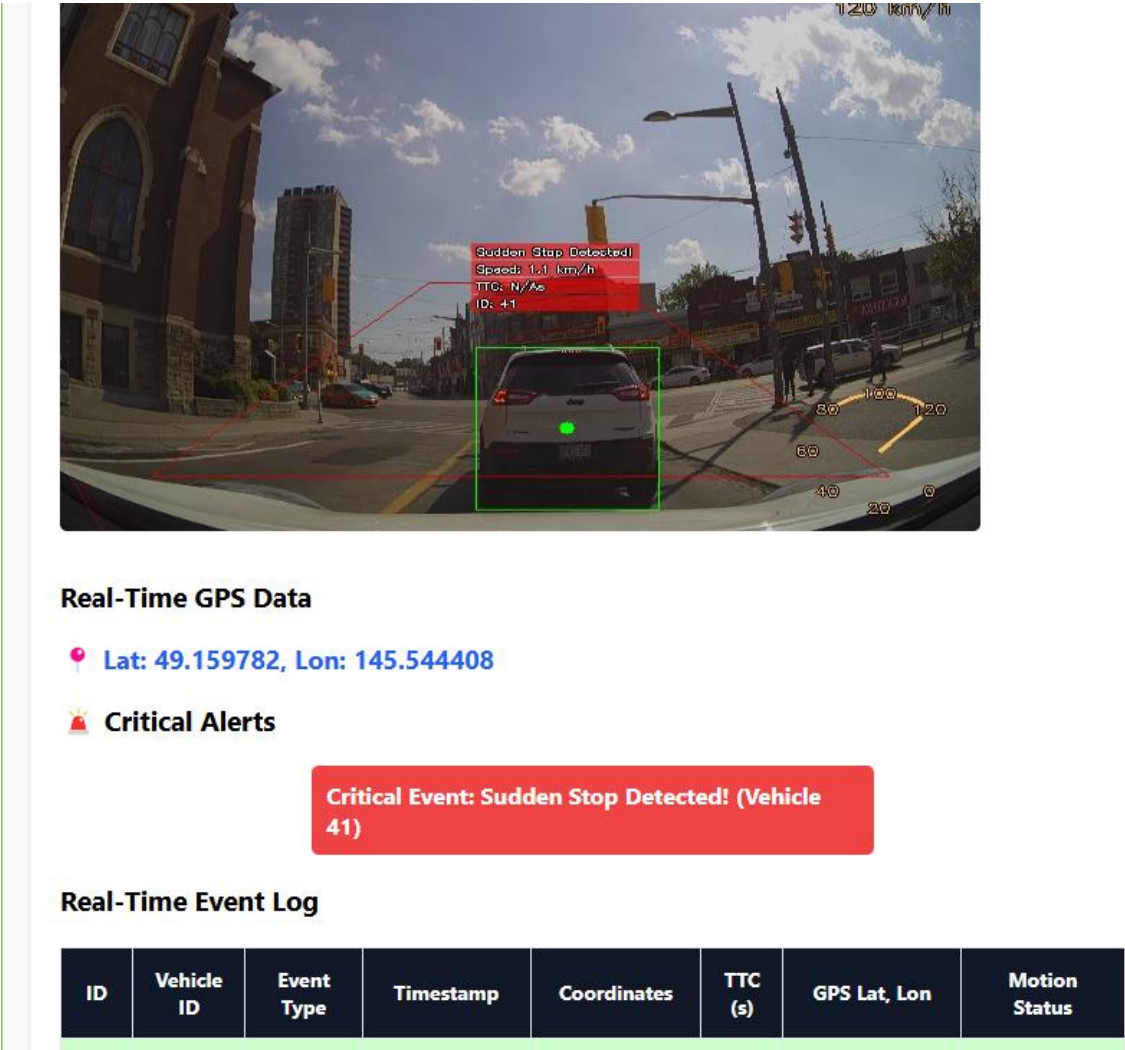 120 km/h
Sudden Stop Detected!
Speed: 1.1 km/h
TTC: N/As
ID: 41
80 100 120
60
40 0
20
Real-Time GPS Data
Lat: 49.159782, Lon: 145.544408
Critical Alerts
Critical Event: Sudden Stop Detected! (Vehicle
41)
Real-Time Event Log
ID Vehicle ID Event Type Timestamp Coordinates TTC (s) GPS Lat, Lon Motion Status